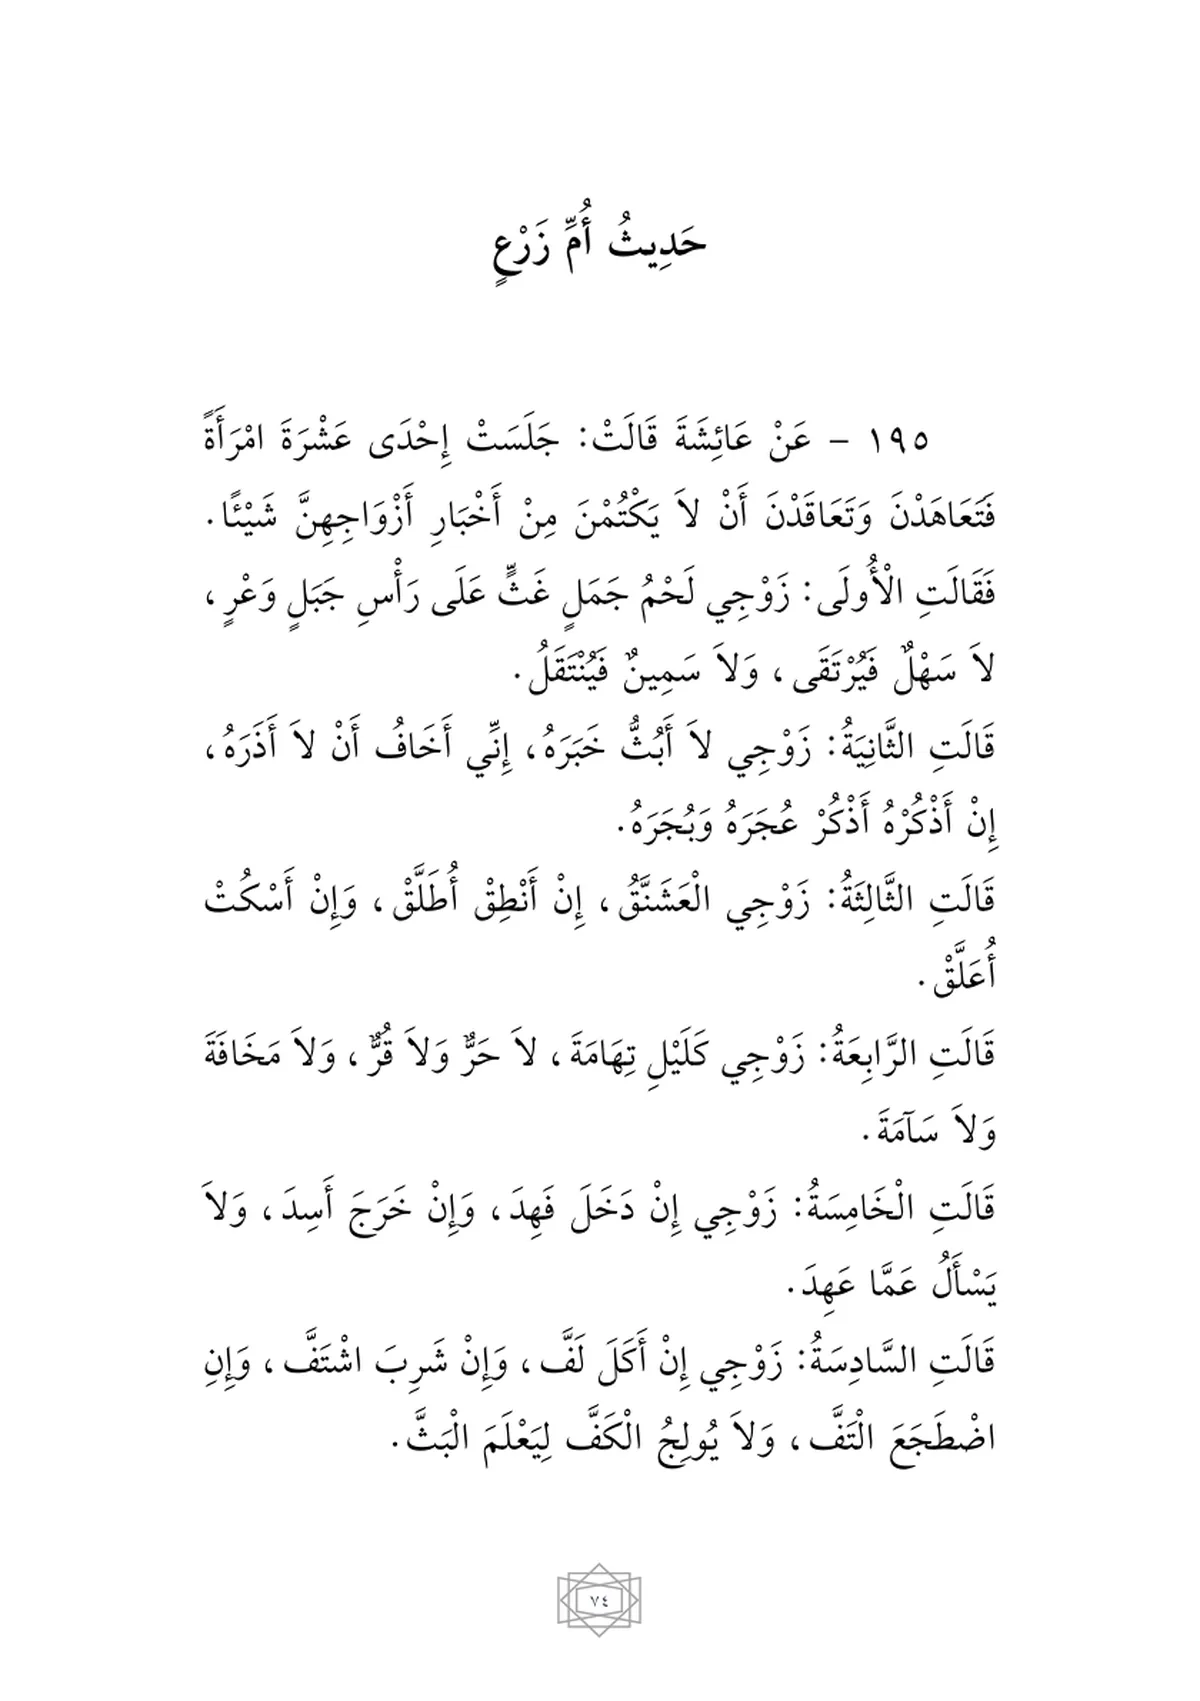 حَدِيثُ أُمِّ زَرْعٍ
١٩٥ – عَنْ عَائِشَةَ قَالَتْ: جَلَسَتْ إِحْدَى عَشْرَةَ امْرَأَةً
فَتَعَاهَدْنَ وَتَعَاقَدْنَ أَنْ لاَ يَكْتُمْنَ مِنْ أَخْبَارِ أَزْوَاجِهِنَّ شَيْئًا.
فَقَالَتِ الْأُولَى: زَوْجِي لَحْمُ جَمَلٍ غَثٍّ عَلَى رَأْسِ جَبَلٍ وَعْرٍ،
لاَ سَهْلٌ فَيُرْتَقَى، وَلاَ سَمِينٌ فَيُنْتَقَلُ.
قَالَتِ الثَّانِيَةُ: زَوْجِي لاَ أَبُثُّ خَبَرَهُ، إِنِّي أَخَافُ أَنْ لاَ أَذَرَهُ،
إِنْ أَذْكُرْهُ أَذْكُرْ عُجَرَهُ وَبُجَرَهُ.
قَالَتِ الثَّالِثَةُ: زَوْجِي الْعَشَنَّقُ، إِنْ أَنْطِقْ أُطَلَّقْ، وَإِنْ أَسْكُتْ
أُعَلَّقْ.
قَالَتِ الرَّابِعَةُ: زَوْجِي كَلَيْلِ تِهَامَةَ، لاَ حَرٌّ وَلاَ قُرٌّ، وَلاَ مَخَافَةَ
وَلاَ سَآمَةَ.
قَالَتِ الْخَامِسَةُ: زَوْجِي إِنْ دَخَلَ فَهِدَ، وَإِنْ خَرَجَ أَسِدَ، وَلاَ
يَسْأَلُ عَمَّا عَهِدَ.
قَالَتِ السَّادِسَةُ: زَوْجِي إِنْ أَكَلَ لَفَّ، وَإِنْ شَرِبَ اشْتَفَّ، وَإِنِ
اضْطَجَعَ الْتَفَّ، وَلاَ يُولِجُ الْكَفَّ لِيَعْلَمَ الْبَثَّ.
٧٤